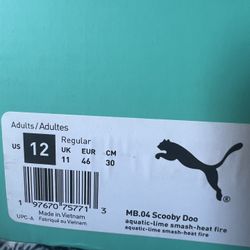 Adults/Adultes
Regular
US 12 UK EUR CM
11 46 30
MB.04 Scooby Doo
aquatic-lime smash-heat fire
aquatic-lime smash-heat fire
1 97670 75771 3
UPC-A
Made in Vietnam
Fabriqué au Vietnam